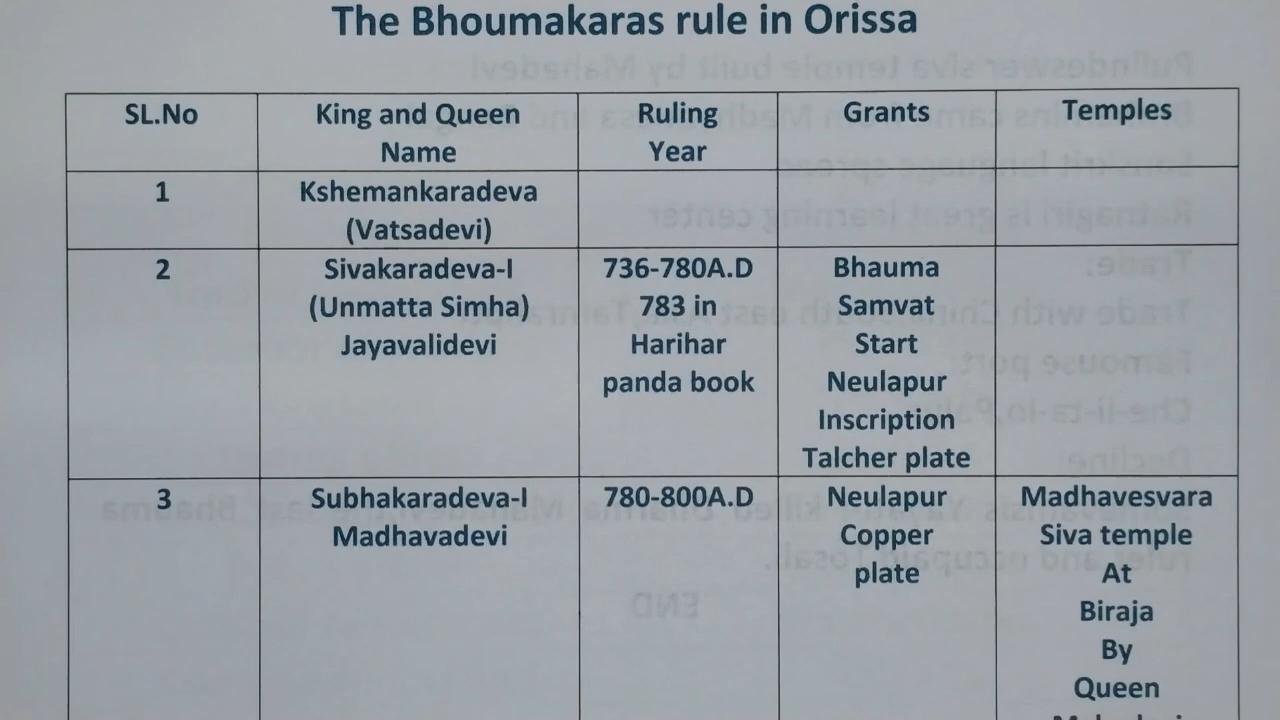 The Bhoumakaras rule in Orissa
SL.No King and Queen Name Ruling Year Grants Temples
1 Kshemankaradeva (Vatsadevi)
2 Sivakaradeva-I (Unmatta Simha) Jayavalidevi 736-780A.D 783 in Harihar panda book Bhauma Samvat Start Neulapur Inscription Talcher plate
3 Subhakaradeva-I Madhavadevi 780-800A.D Neulapur Copper plate Madhavesvara Siva temple At Biraja By Queen